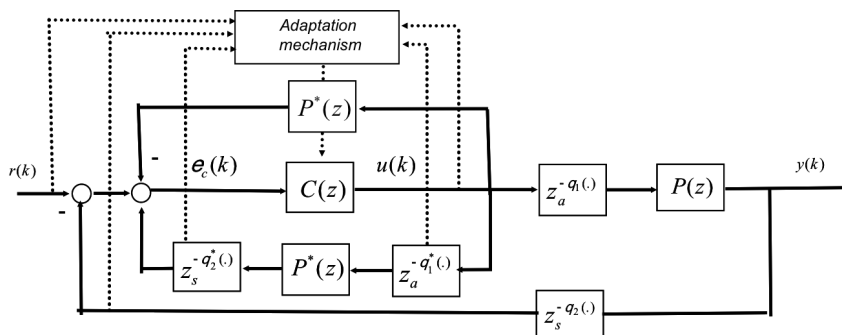 Adaptation
mechanism
P*(z)
-
r(k)
e_c(k)
C(z)
u(k)
z_a^{-q_1(.)}
P(z)
y(k)
-
z_s^{-q_2^*(.)}
P*(z)
z_a^{-q_1^*(.)}
z_s^{-q_2(.)}